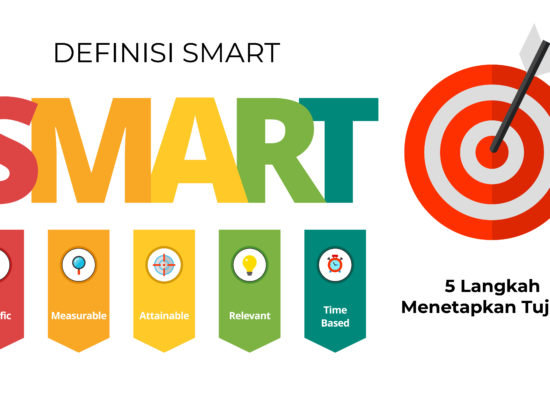 DEFINISI SMART
SMART
fic
Measurable
Attainable
Relevant
Time
Based
5 Langkah
Menetapkan Tuj